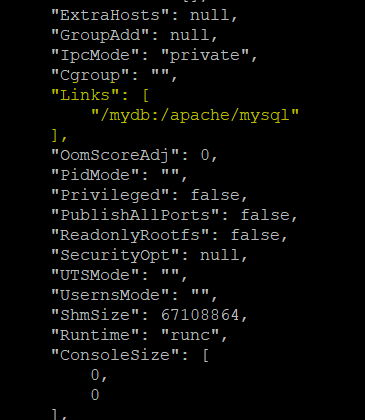 "ExtraHosts": null,
"GroupAdd": null,
"IpcMode": "private",
"Cgroup": "",
"Links": [
"/mydb:/apache/mysql"
],
"OomScoreAdj": 0,
"PidMode": "",
"Privileged": false,
"PublishAllPorts": false,
"ReadonlyRootfs": false,
"SecurityOpt": null,
"UTSMode": "",
"UsernsMode": "",
"ShmSize": 67108864,
"Runtime": "runc",
"ConsoleSize": [
0,
0
],